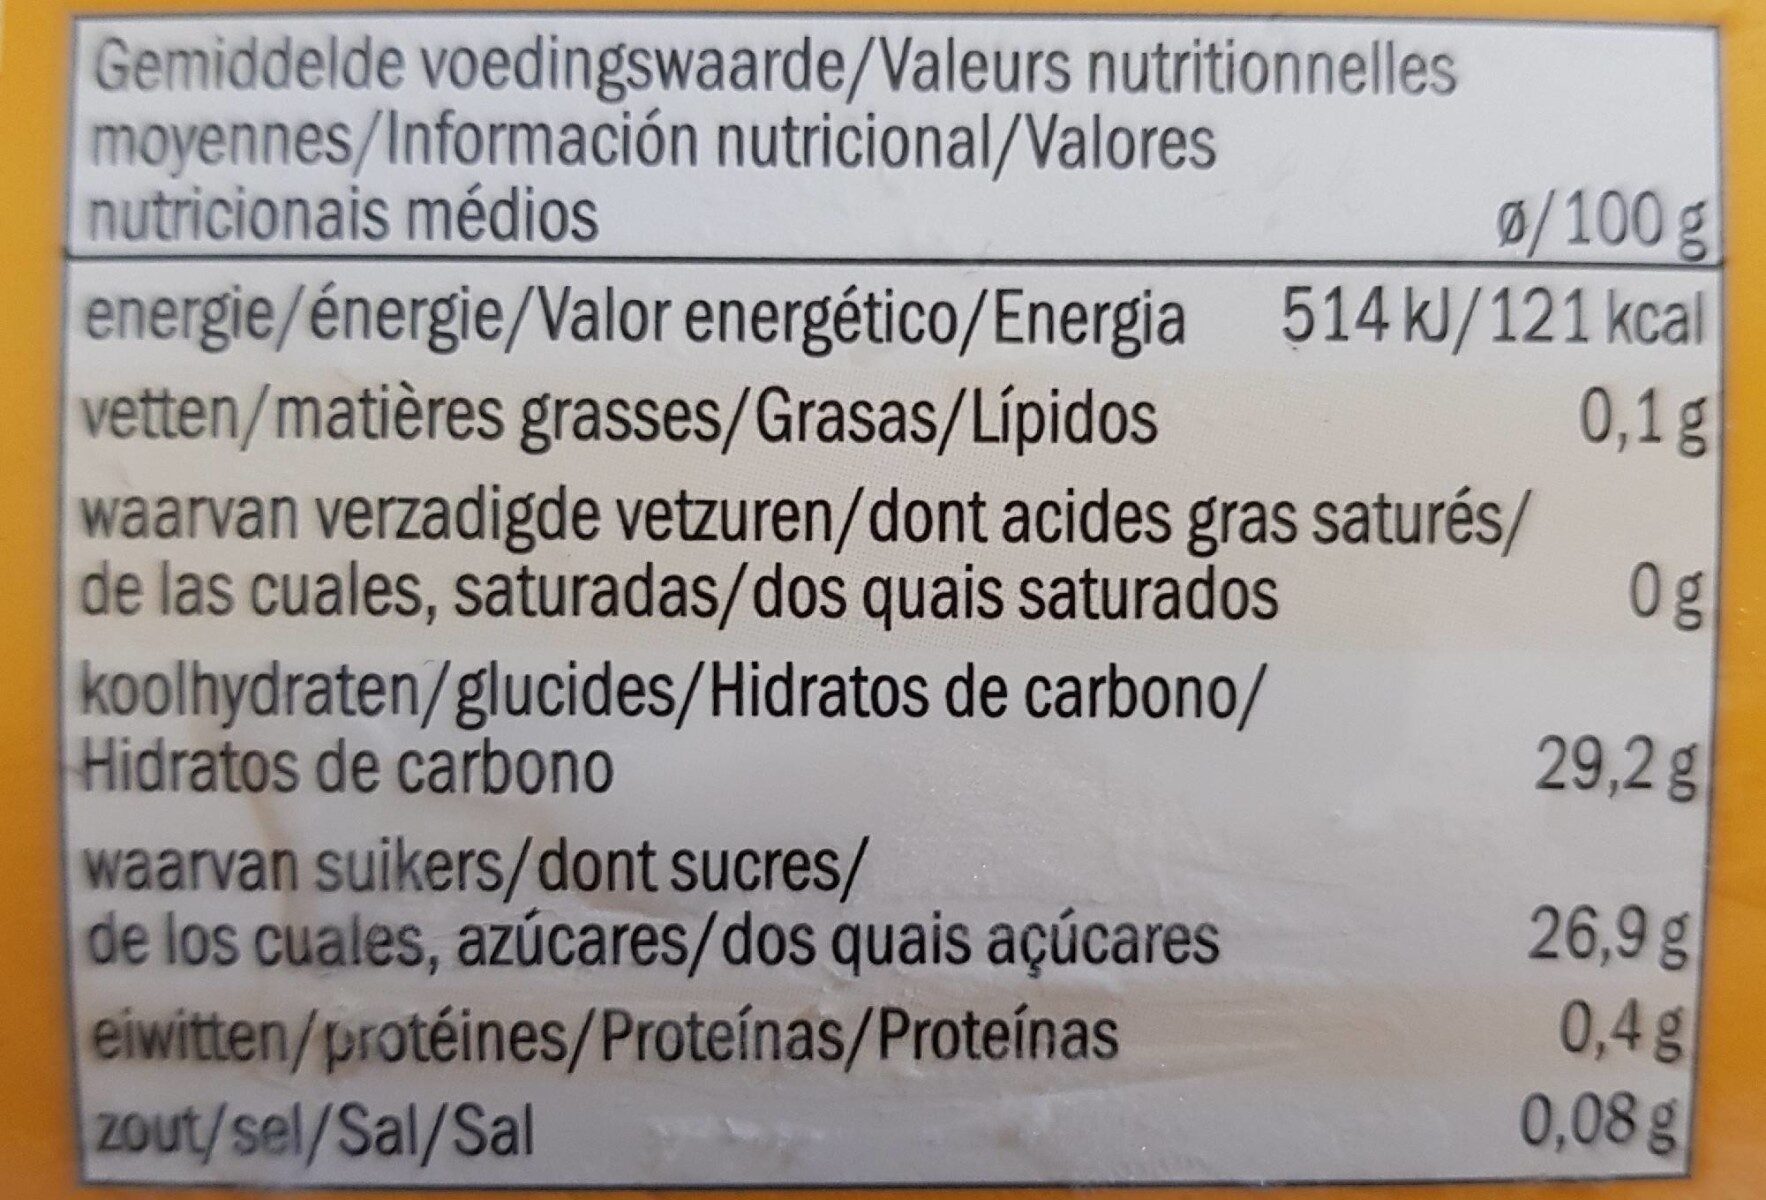 Gemiddelde voedingswaarde/Valeurs nutritionnelles
moyennes/Información nutricional/Valores
nutricionais médios ø/100 g
energie/énergie/Valor energético/Energia 514 kJ/121 kcal
vetten/matières grasses/Grasas/Lípidos 0,1 g
waarvan verzadigde vetzuren/dont acides gras saturés/
de las cuales, saturadas/dos quais saturados 0 g
koolhydraten/glucides/Hidratos de carbono/
Hidratos de carbono 29,2 g
waarvan suikers/dont sucres/
de los cuales, azúcares/dos quais açúcares 26,9 g
eiwitten/protéines/Proteínas/Proteínas 0,4 g
zout/sel/Sal/Sal 0,08 g